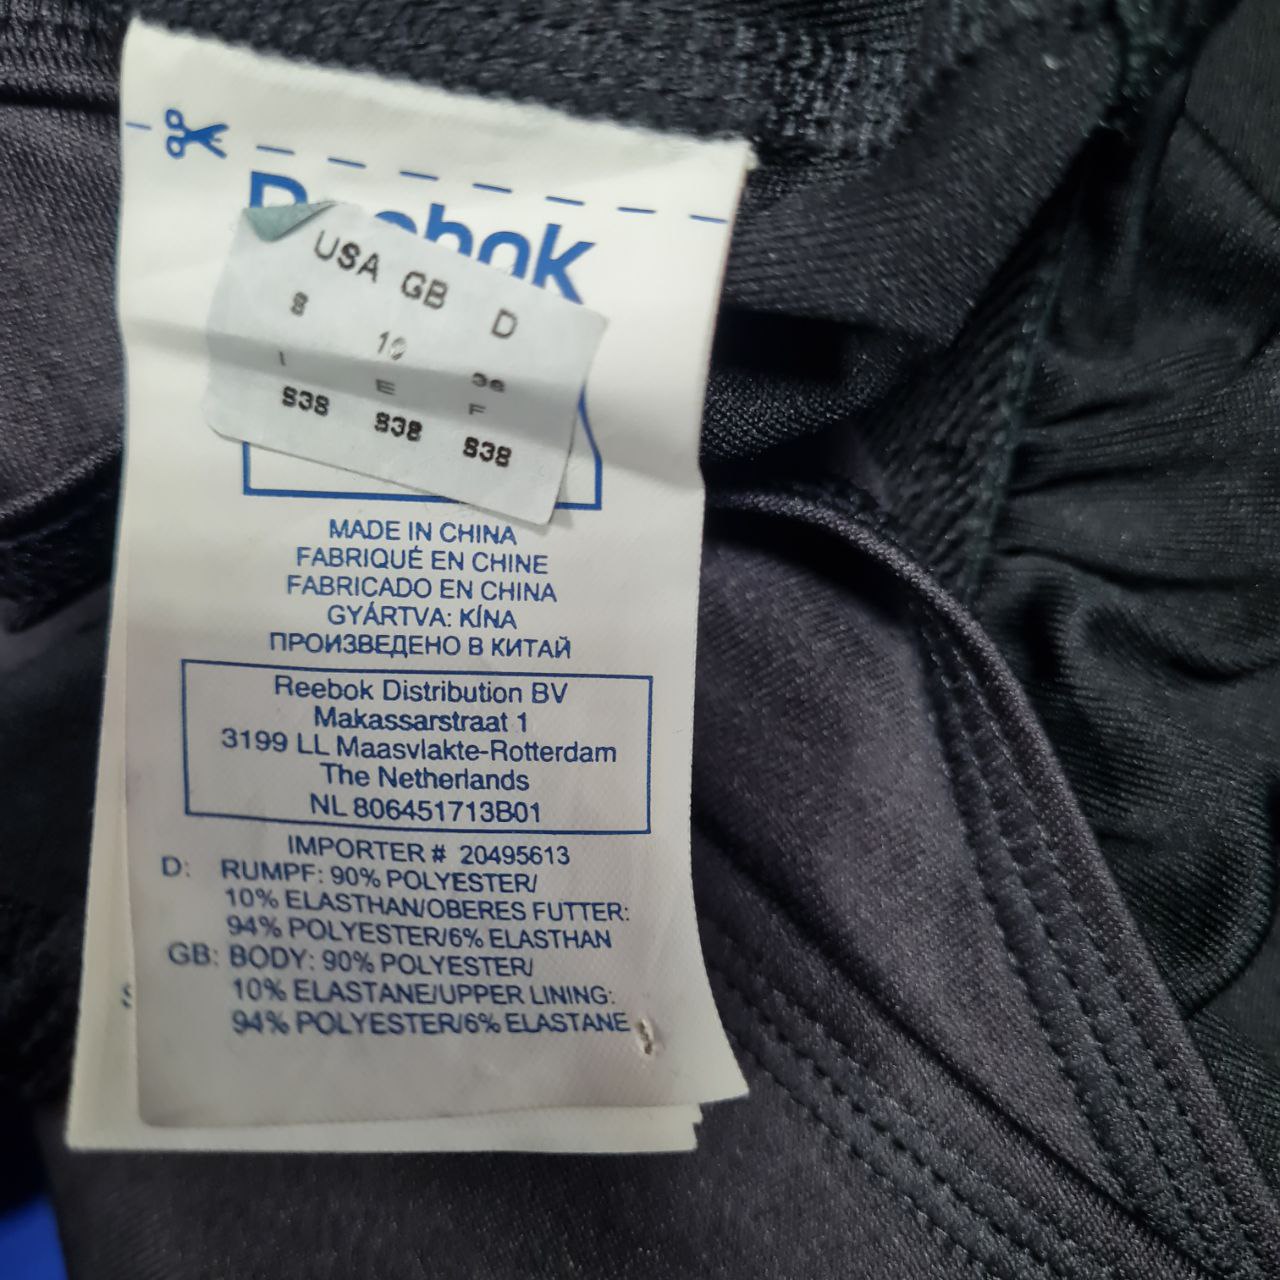 Reebok
USA GB D
8 10 36
I E F
S38 S38 S38
MADE IN CHINA
FABRIQUÉ EN CHINE
FABRICADO EN CHINA
GYÁRTVA: KÍNA
ПРОИЗВЕДЕНО В КИТАЙ
Reebok Distribution BV
Makassarstraat 1
3199 LL Maasvlakte-Rotterdam
The Netherlands
NL 806451713B01
IMPORTER # 20495613
D: RUMPF: 90% POLYESTER/
10% ELASTHAN/OBERES FUTTER:
94% POLYESTER/6% ELASTHAN
GB: BODY: 90% POLYESTER/
10% ELASTANE/UPPER LINING:
94% POLYESTER/6% ELASTANE